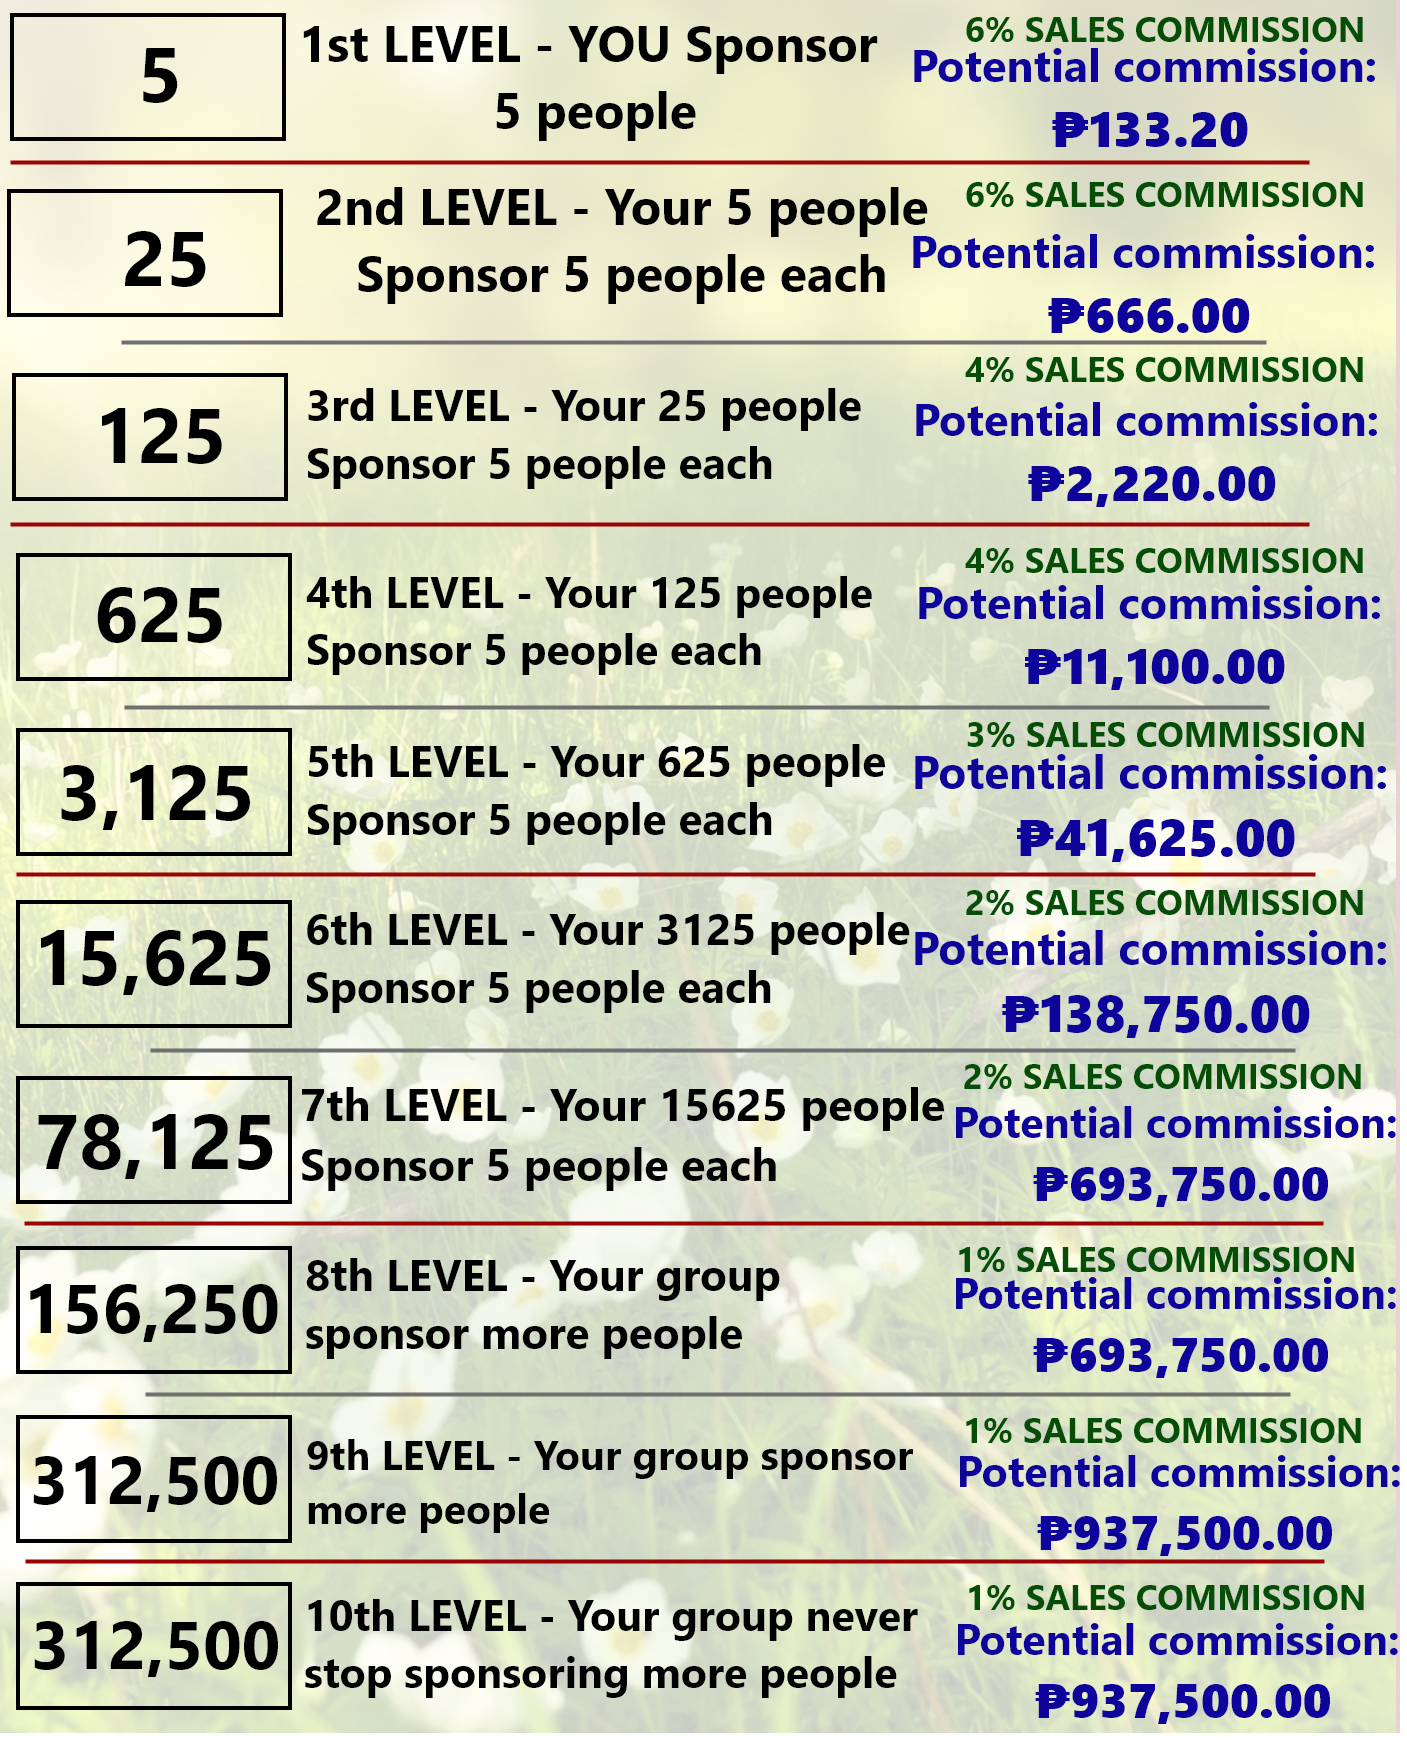 5
1st LEVEL - YOU Sponsor
5 people
6% SALES COMMISSION
Potential commission:
₱133.20
25
2nd LEVEL - Your 5 people
Sponsor 5 people each
6% SALES COMMISSION
Potential commission:
₱666.00
125
3rd LEVEL - Your 25 people
Sponsor 5 people each
4% SALES COMMISSION
Potential commission:
₱2,220.00
625
4th LEVEL - Your 125 people
Sponsor 5 people each
4% SALES COMMISSION
Potential commission:
₱11,100.00
3,125
5th LEVEL - Your 625 people
Sponsor 5 people each
3% SALES COMMISSION
Potential commission:
₱41,625.00
15,625
6th LEVEL - Your 3125 people
Sponsor 5 people each
2% SALES COMMISSION
Potential commission:
₱138,750.00
78,125
7th LEVEL - Your 15625 people
Sponsor 5 people each
2% SALES COMMISSION
Potential commission:
₱693,750.00
156,250
8th LEVEL - Your group
sponsor more people
1% SALES COMMISSION
Potential commission:
₱693,750.00
312,500
9th LEVEL - Your group sponsor
more people
1% SALES COMMISSION
Potential commission:
₱937,500.00
312,500
10th LEVEL - Your group never
stop sponsoring more people
1% SALES COMMISSION
Potential commission:
₱937,500.00